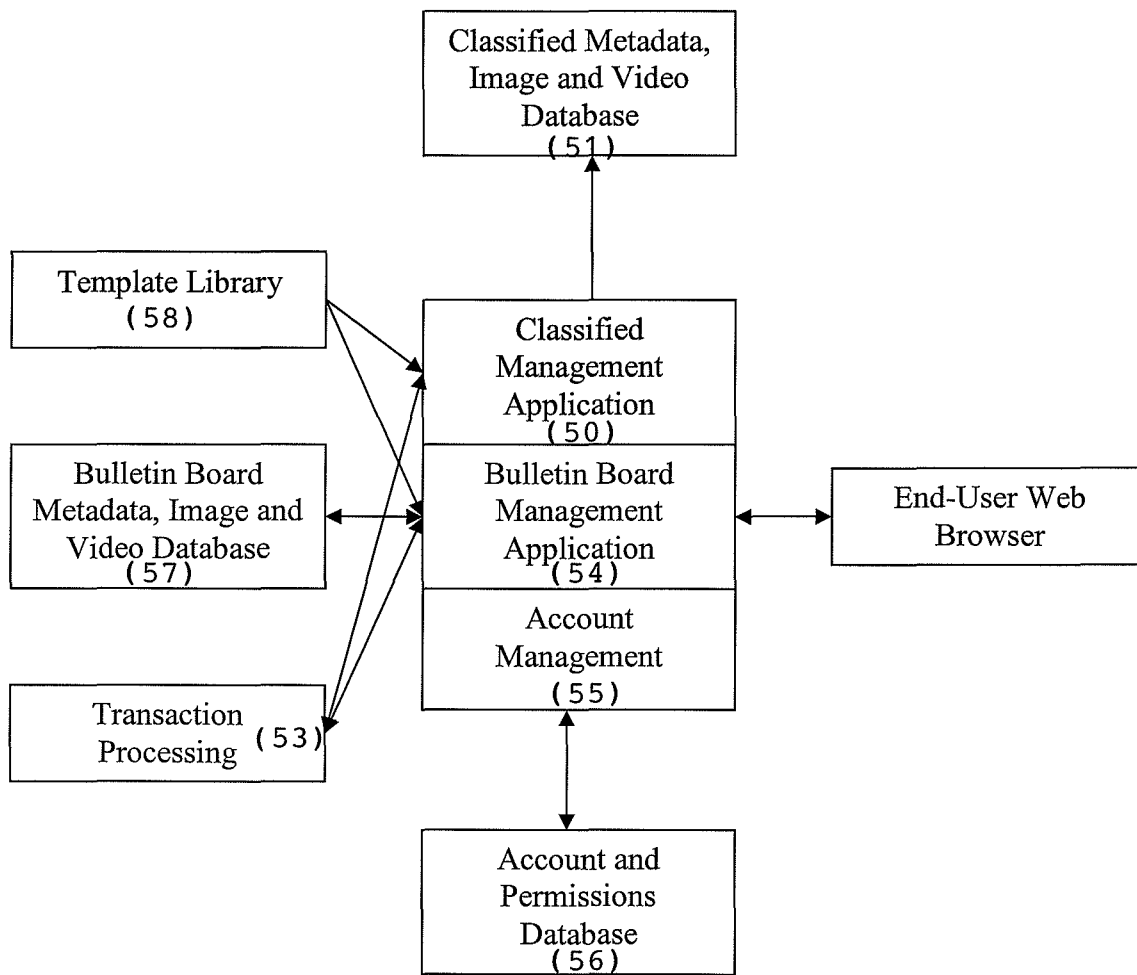 Classified Metadata,
Image and Video
Database
(51)
Template Library
(58)
Classified
Management
Application
(50)
Bulletin Board
Metadata, Image and
Video Database
(57)
Bulletin Board
Management
Application
(54)
End-User Web
Browser
Account
Management
(55)
Transaction
Processing
(53)
Account and
Permissions
Database
(56)